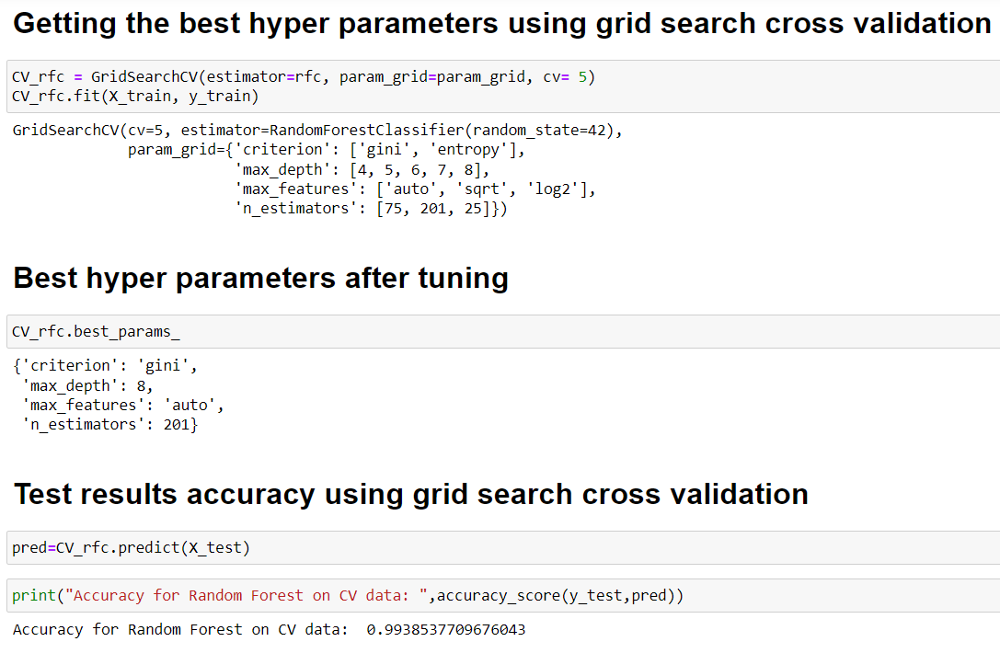 Getting the best hyper parameters using grid search cross validation
CV_rfc = GridSearchCV(estimator=rfc, param_grid=param_grid, cv= 5)
CV_rfc.fit(X_train, y_train)
GridSearchCV(cv=5, estimator=RandomForestClassifier(random_state=42),
param_grid={'criterion': ['gini', 'entropy'],
'max_depth': [4, 5, 6, 7, 8],
'max_features': ['auto', 'sqrt', 'log2'],
'n_estimators': [75, 201, 25]})
Best hyper parameters after tuning
CV_rfc.best_params_
{'criterion': 'gini',
'max_depth': 8,
'max_features': 'auto',
'n_estimators': 201}
Test results accuracy using grid search cross validation
pred=CV_rfc.predict(X_test)
print("Accuracy for Random Forest on CV data: ",accuracy_score(y_test,pred))
Accuracy for Random Forest on CV data:  0.9938537709676043